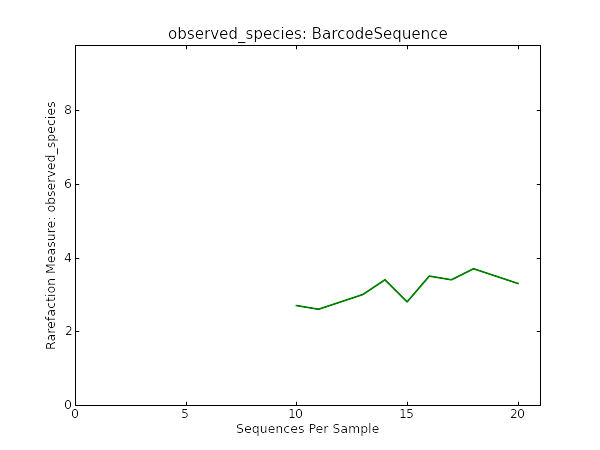 observed_species: BarcodeSequence
Rarefaction Measure: observed_species
8
6
4
2
0
0 5 10 15 20
Sequences Per Sample